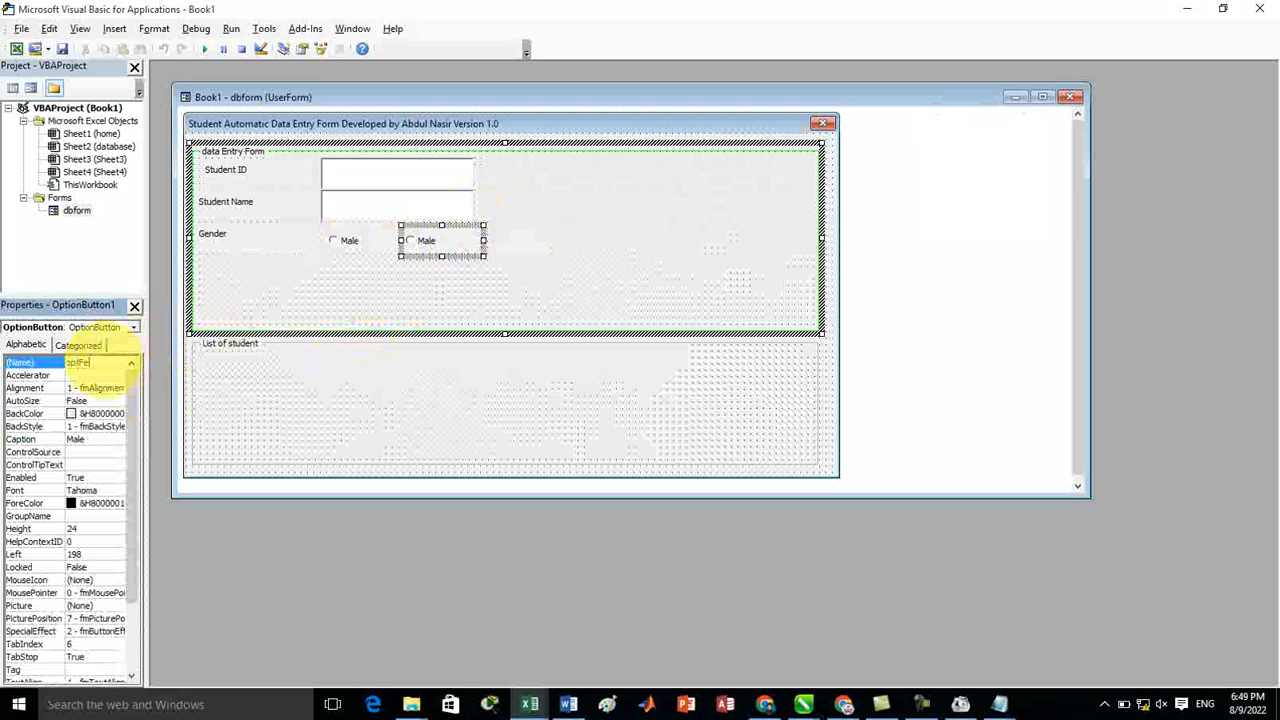 Microsoft Visual Basic for Applications - Book1
File Edit View Insert Format Debug Run Tools Add-Ins Window Help
Project - VBAProject
VBAProject (Book1)
Microsoft Excel Objects
Sheet1 (home)
Sheet2 (database)
Sheet3 (Sheet3)
Sheet4 (Sheet4)
ThisWorkbook
Forms
dbform
Book1 - dbform (UserForm)
Student Automatic Data Entry Form Developed by Abdul Nasir Version 1.0
data Entry Form
Student ID
Student Name
Gender Male Male
List of student
Properties - OptionButton1
OptionButton: OptionButton
Alphabetic Categorized
(Name)
Accelerator
Alignment 1 - fmAlignmen
AutoSize False
BackColor &H8000000
BackStyle 1 - fmBackStyle
Caption Male
ControlSource
ControlTipText
Enabled True
Font Tahoma
ForeColor &H8000001
GroupName
Height 24
HelpContextID 0
Left 198
Locked False
MouseIcon (None)
MousePointer 0 - fmMousePoi
Picture (None)
PicturePosition 7 - fmPicturePo
SpecialEffect 2 - fmButtonEff
TabIndex 6
TabStop True
Tag
Search the web and Windows
ENG
6:49 PM
8/9/2022